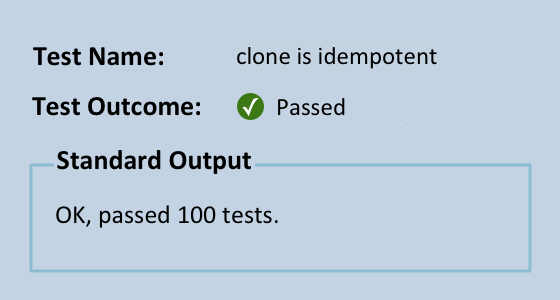 Test Name: clone is idempotent
Test Outcome: Passed
Standard Output
OK, passed 100 tests.